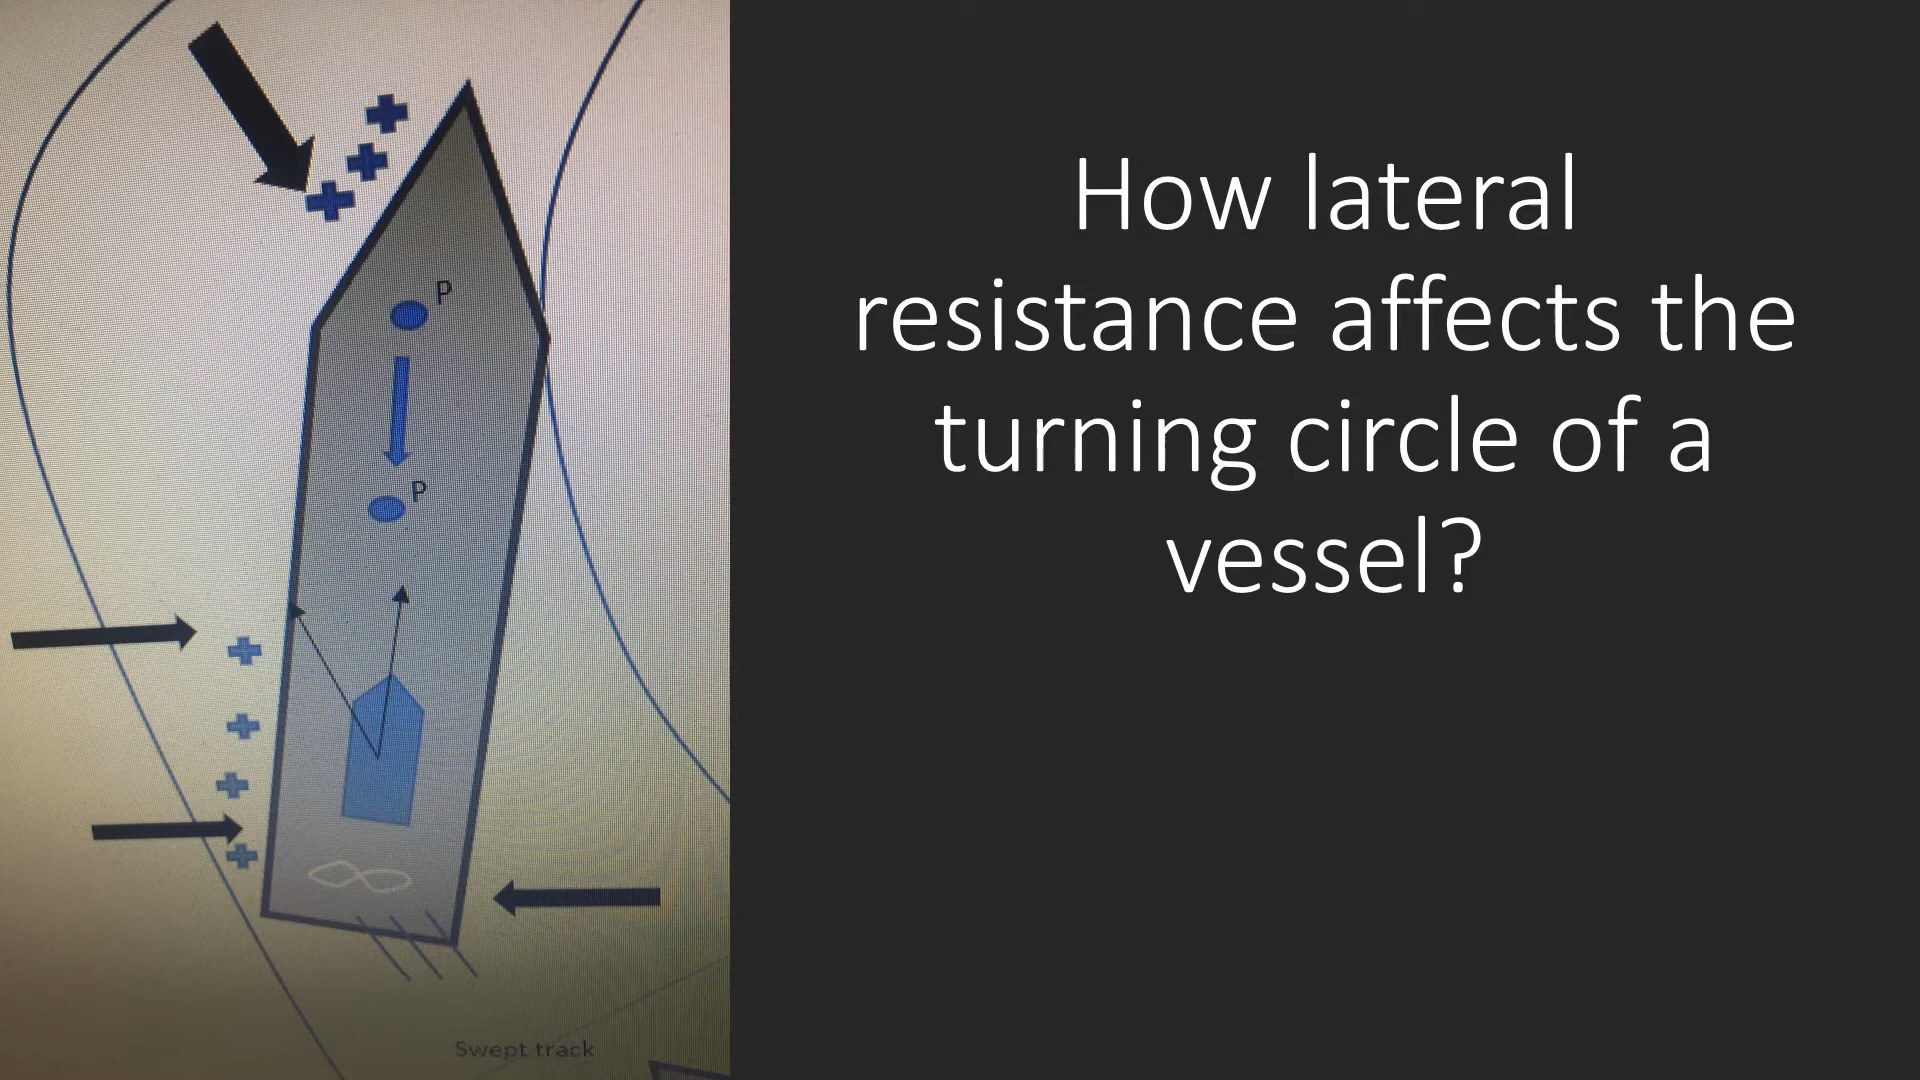 P
P
Swept track
How lateral
resistance affects the
turning circle of a
vessel?